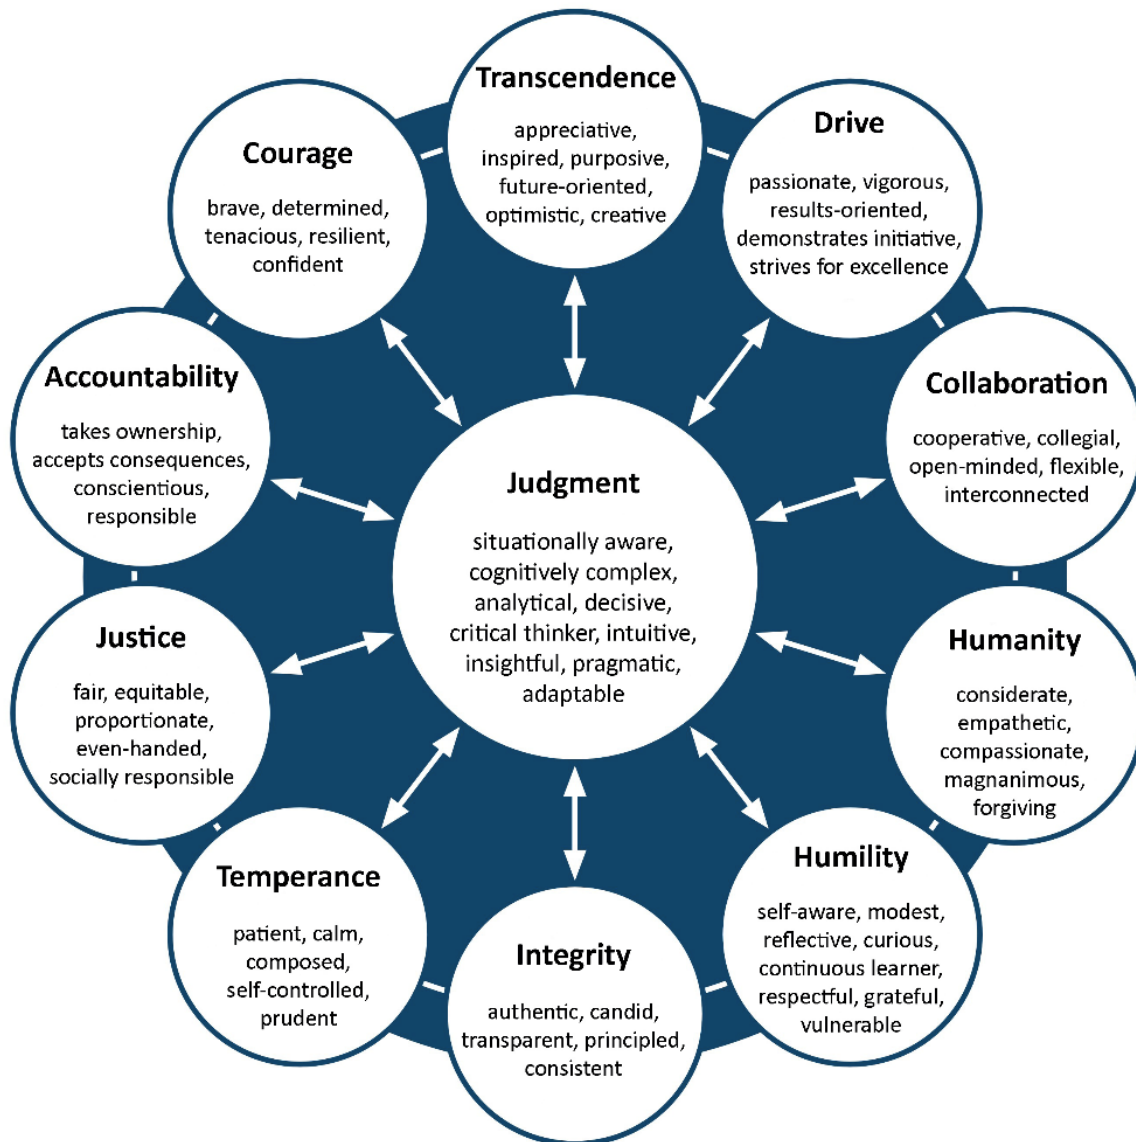 Transcendence
appreciative,
inspired, purposive,
future-oriented,
optimistic, creative
Drive
passionate, vigorous,
results-oriented,
demonstrates initiative,
strives for excellence
Collaboration
cooperative, collegial,
open-minded, flexible,
interconnected
Humanity
considerate,
empathetic,
compassionate,
magnanimous,
forgiving
Humility
self-aware, modest,
reflective, curious,
continuous learner,
respectful, grateful,
vulnerable
Integrity
authentic, candid,
transparent, principled,
consistent
Temperance
patient, calm,
composed,
self-controlled,
prudent
Justice
fair, equitable,
proportionate,
even-handed,
socially responsible
Accountability
takes ownership,
accepts consequences,
conscientious,
responsible
Courage
brave, determined,
tenacious, resilient,
confident
Judgment
situationally aware,
cognitively complex,
analytical, decisive,
critical thinker, intuitive,
insightful, pragmatic,
adaptable